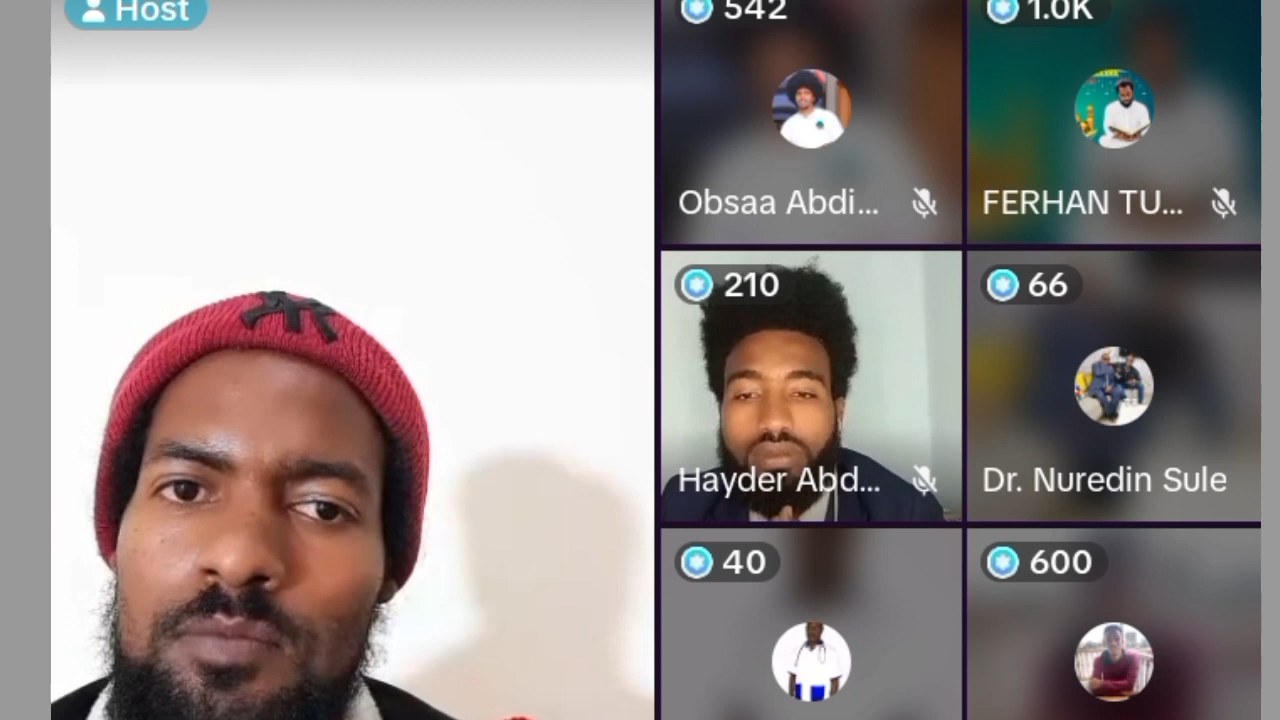 Host
542
1.0K
Obsaa Abdi...
FERHAN TU...
210
66
Hayder Abd...
Dr. Nuredin Sule
40
600